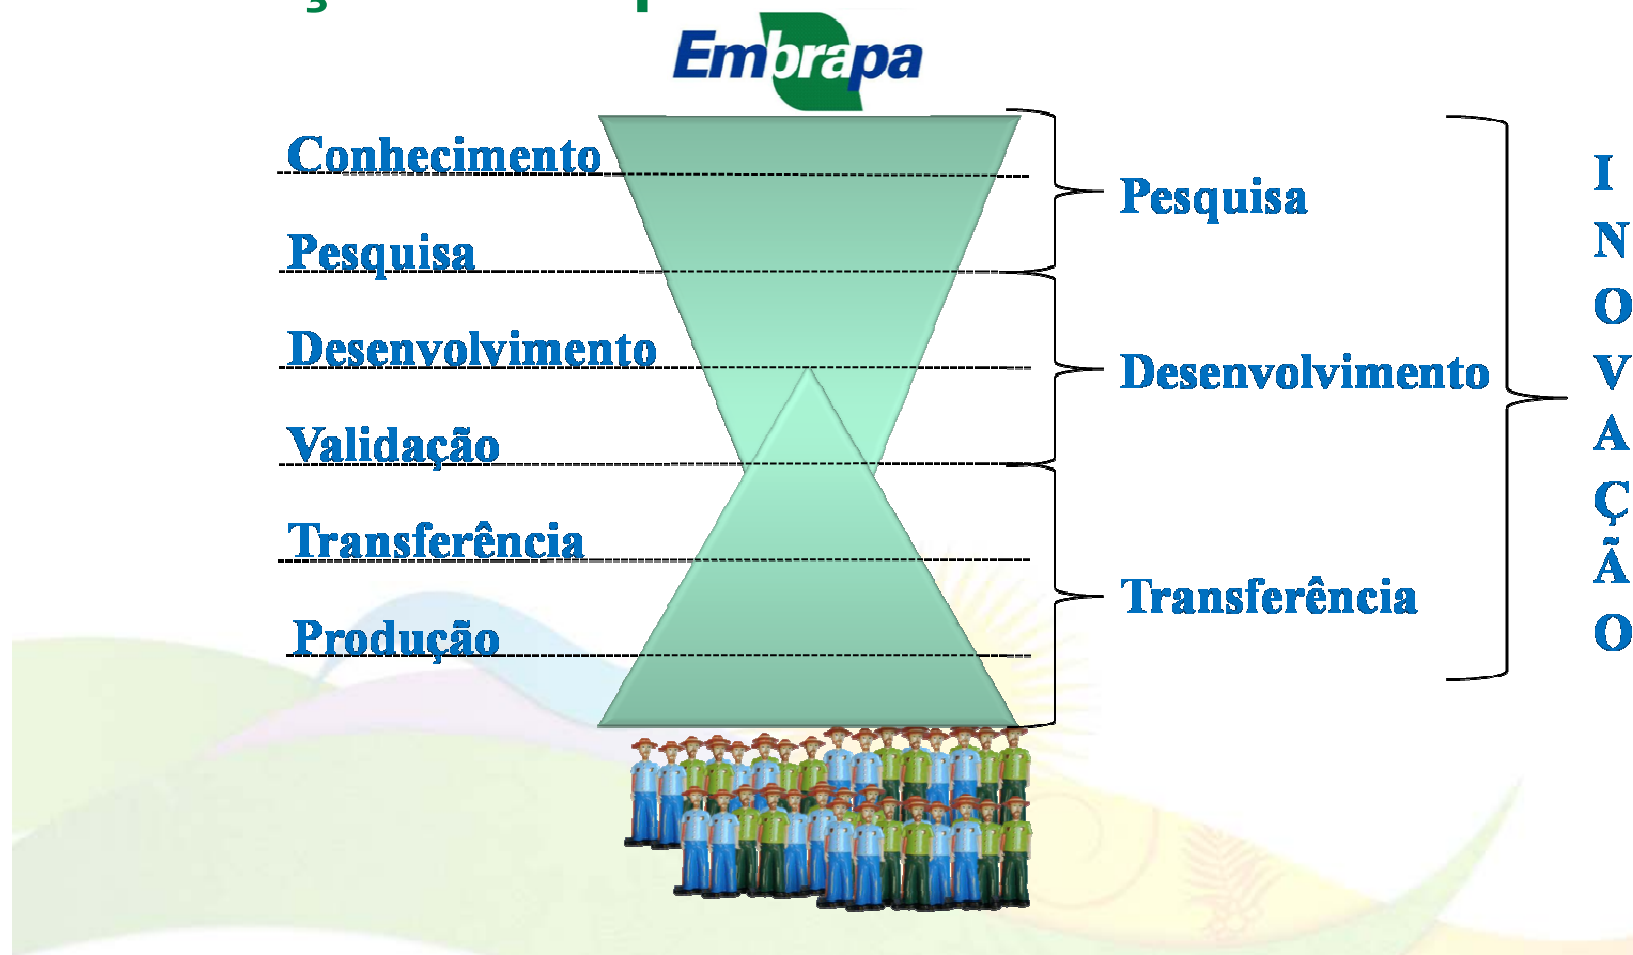 Embrapa
Conhecimento
Pesquisa
Desenvolvimento
Validação
Transferência
Produção
Pesquisa
Desenvolvimento
Transferência
I
N
O
V
A
Ç
Ã
O